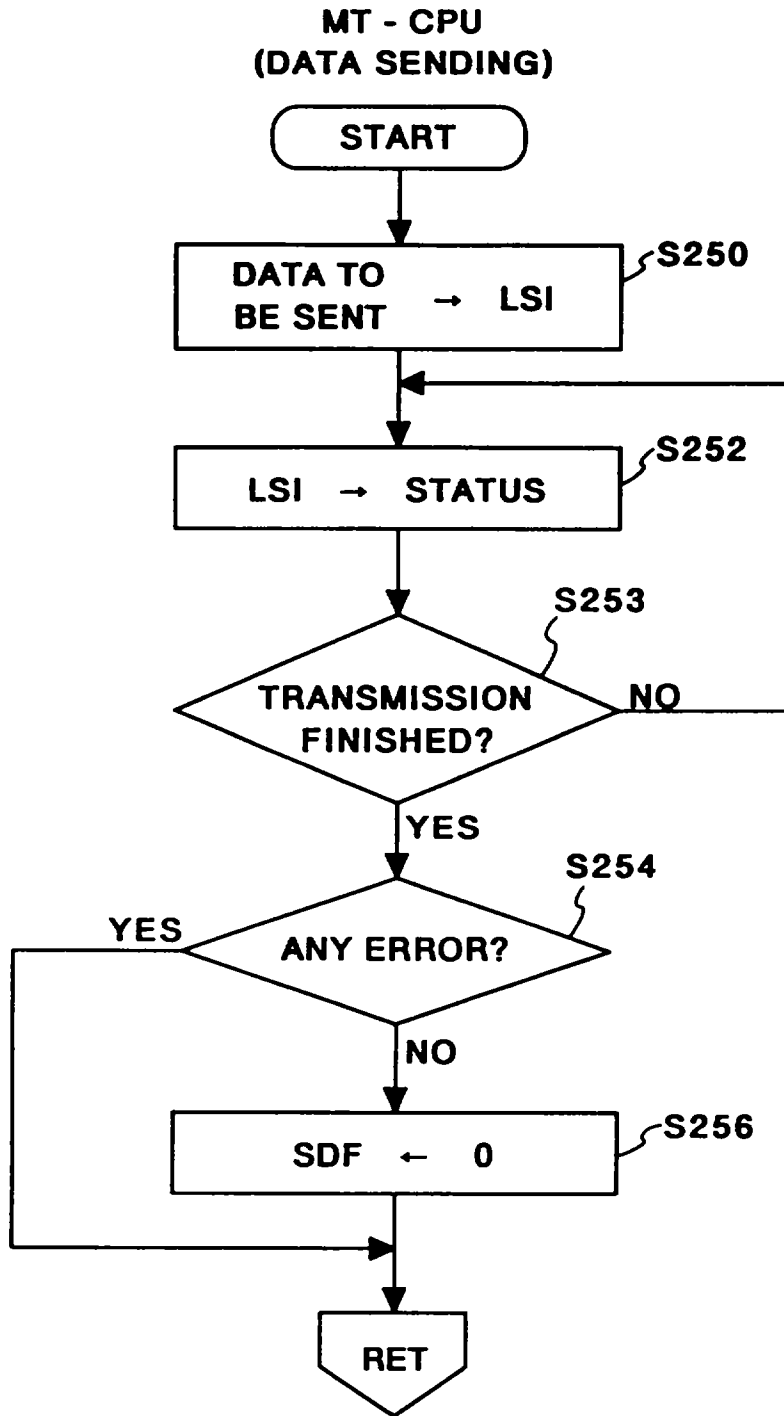 MT - CPU
(DATA SENDING)
START
S250
DATA TO
BE SENT → LSI
S252
LSI → STATUS
S253
TRANSMISSION
FINISHED?
NO
YES
S254
YES
ANY ERROR?
NO
S256
SDF ← 0
RET